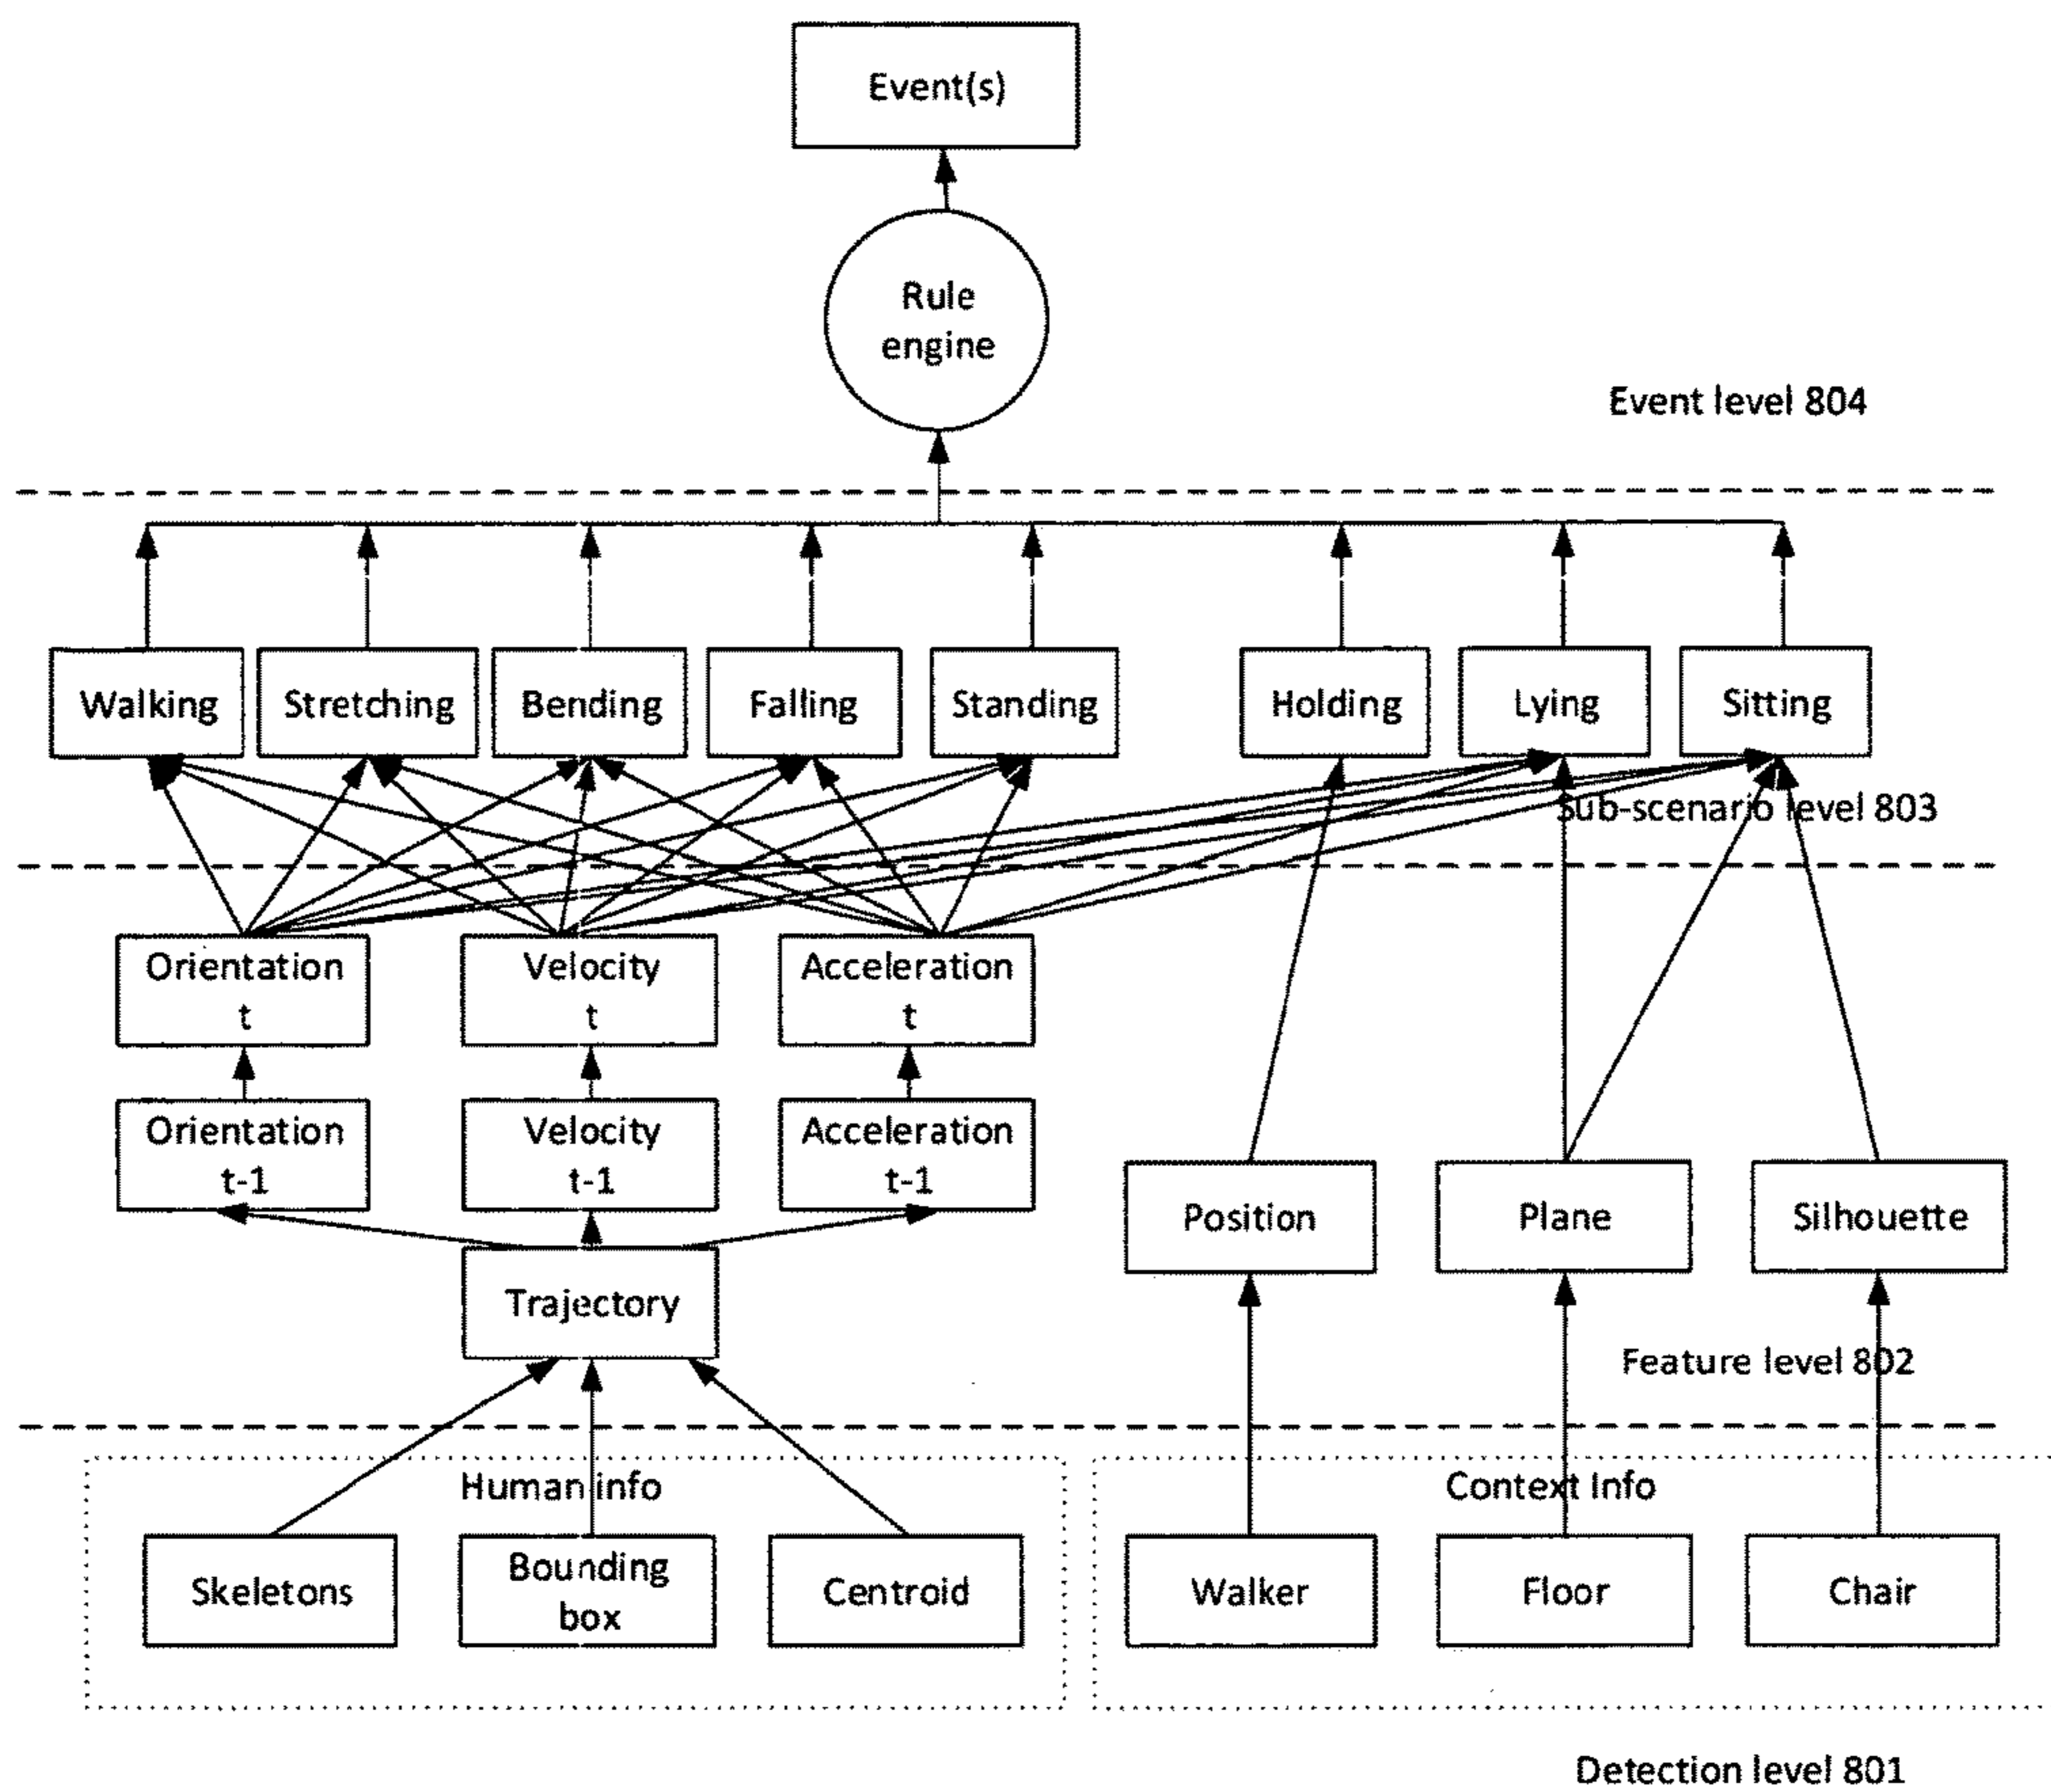 Event(s)
Rule
engine
Event level 804
Walking
Stretching
Bending
Falling
Standing
Holding
Lying
Sitting
Sub-scenario level 803
Orientation
t
Velocity
t
Acceleration
t
Orientation
t-1
Velocity
t-1
Acceleration
t-1
Position
Plane
Silhouette
Trajectory
Feature level 802
Human info
Context Info
Skeletons
Bounding
box
Centroid
Walker
Floor
Chair
Detection level 801